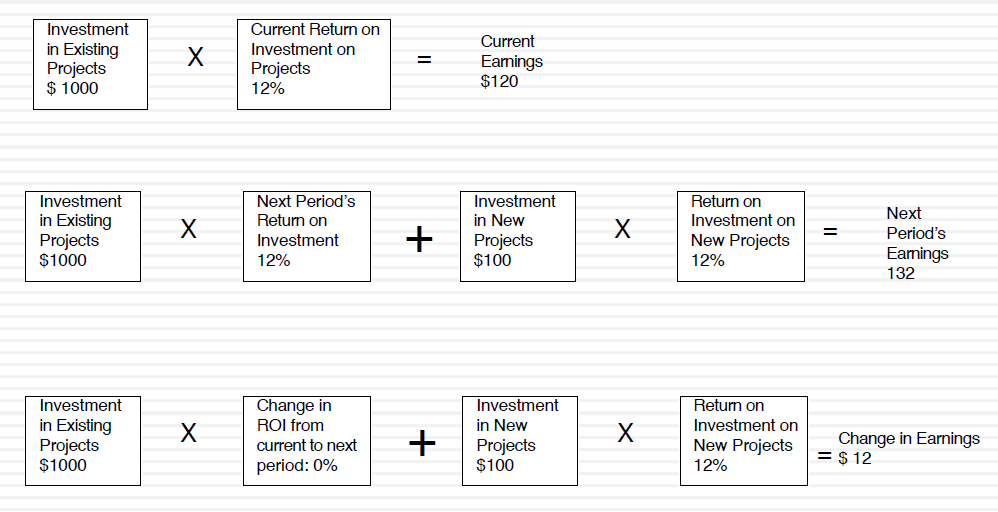 Investment
in Existing
Projects
$ 1000
X
Current Return on
Investment on
Projects
12%
=
Current
Earnings
$120
Investment
in Existing
Projects
$1000
X
Next Period's
Return on
Investment
12%
+
Investment
in New
Projects
$100
X
Return on
Investment on
New Projects
12%
=
Next
Period's
Earnings
132
Investment
in Existing
Projects
$1000
X
Change in
ROI from
current to next
period: 0%
+
Investment
in New
Projects
$100
X
Return on
Investment on
New Projects
12%
Change in Earnings
= $ 12